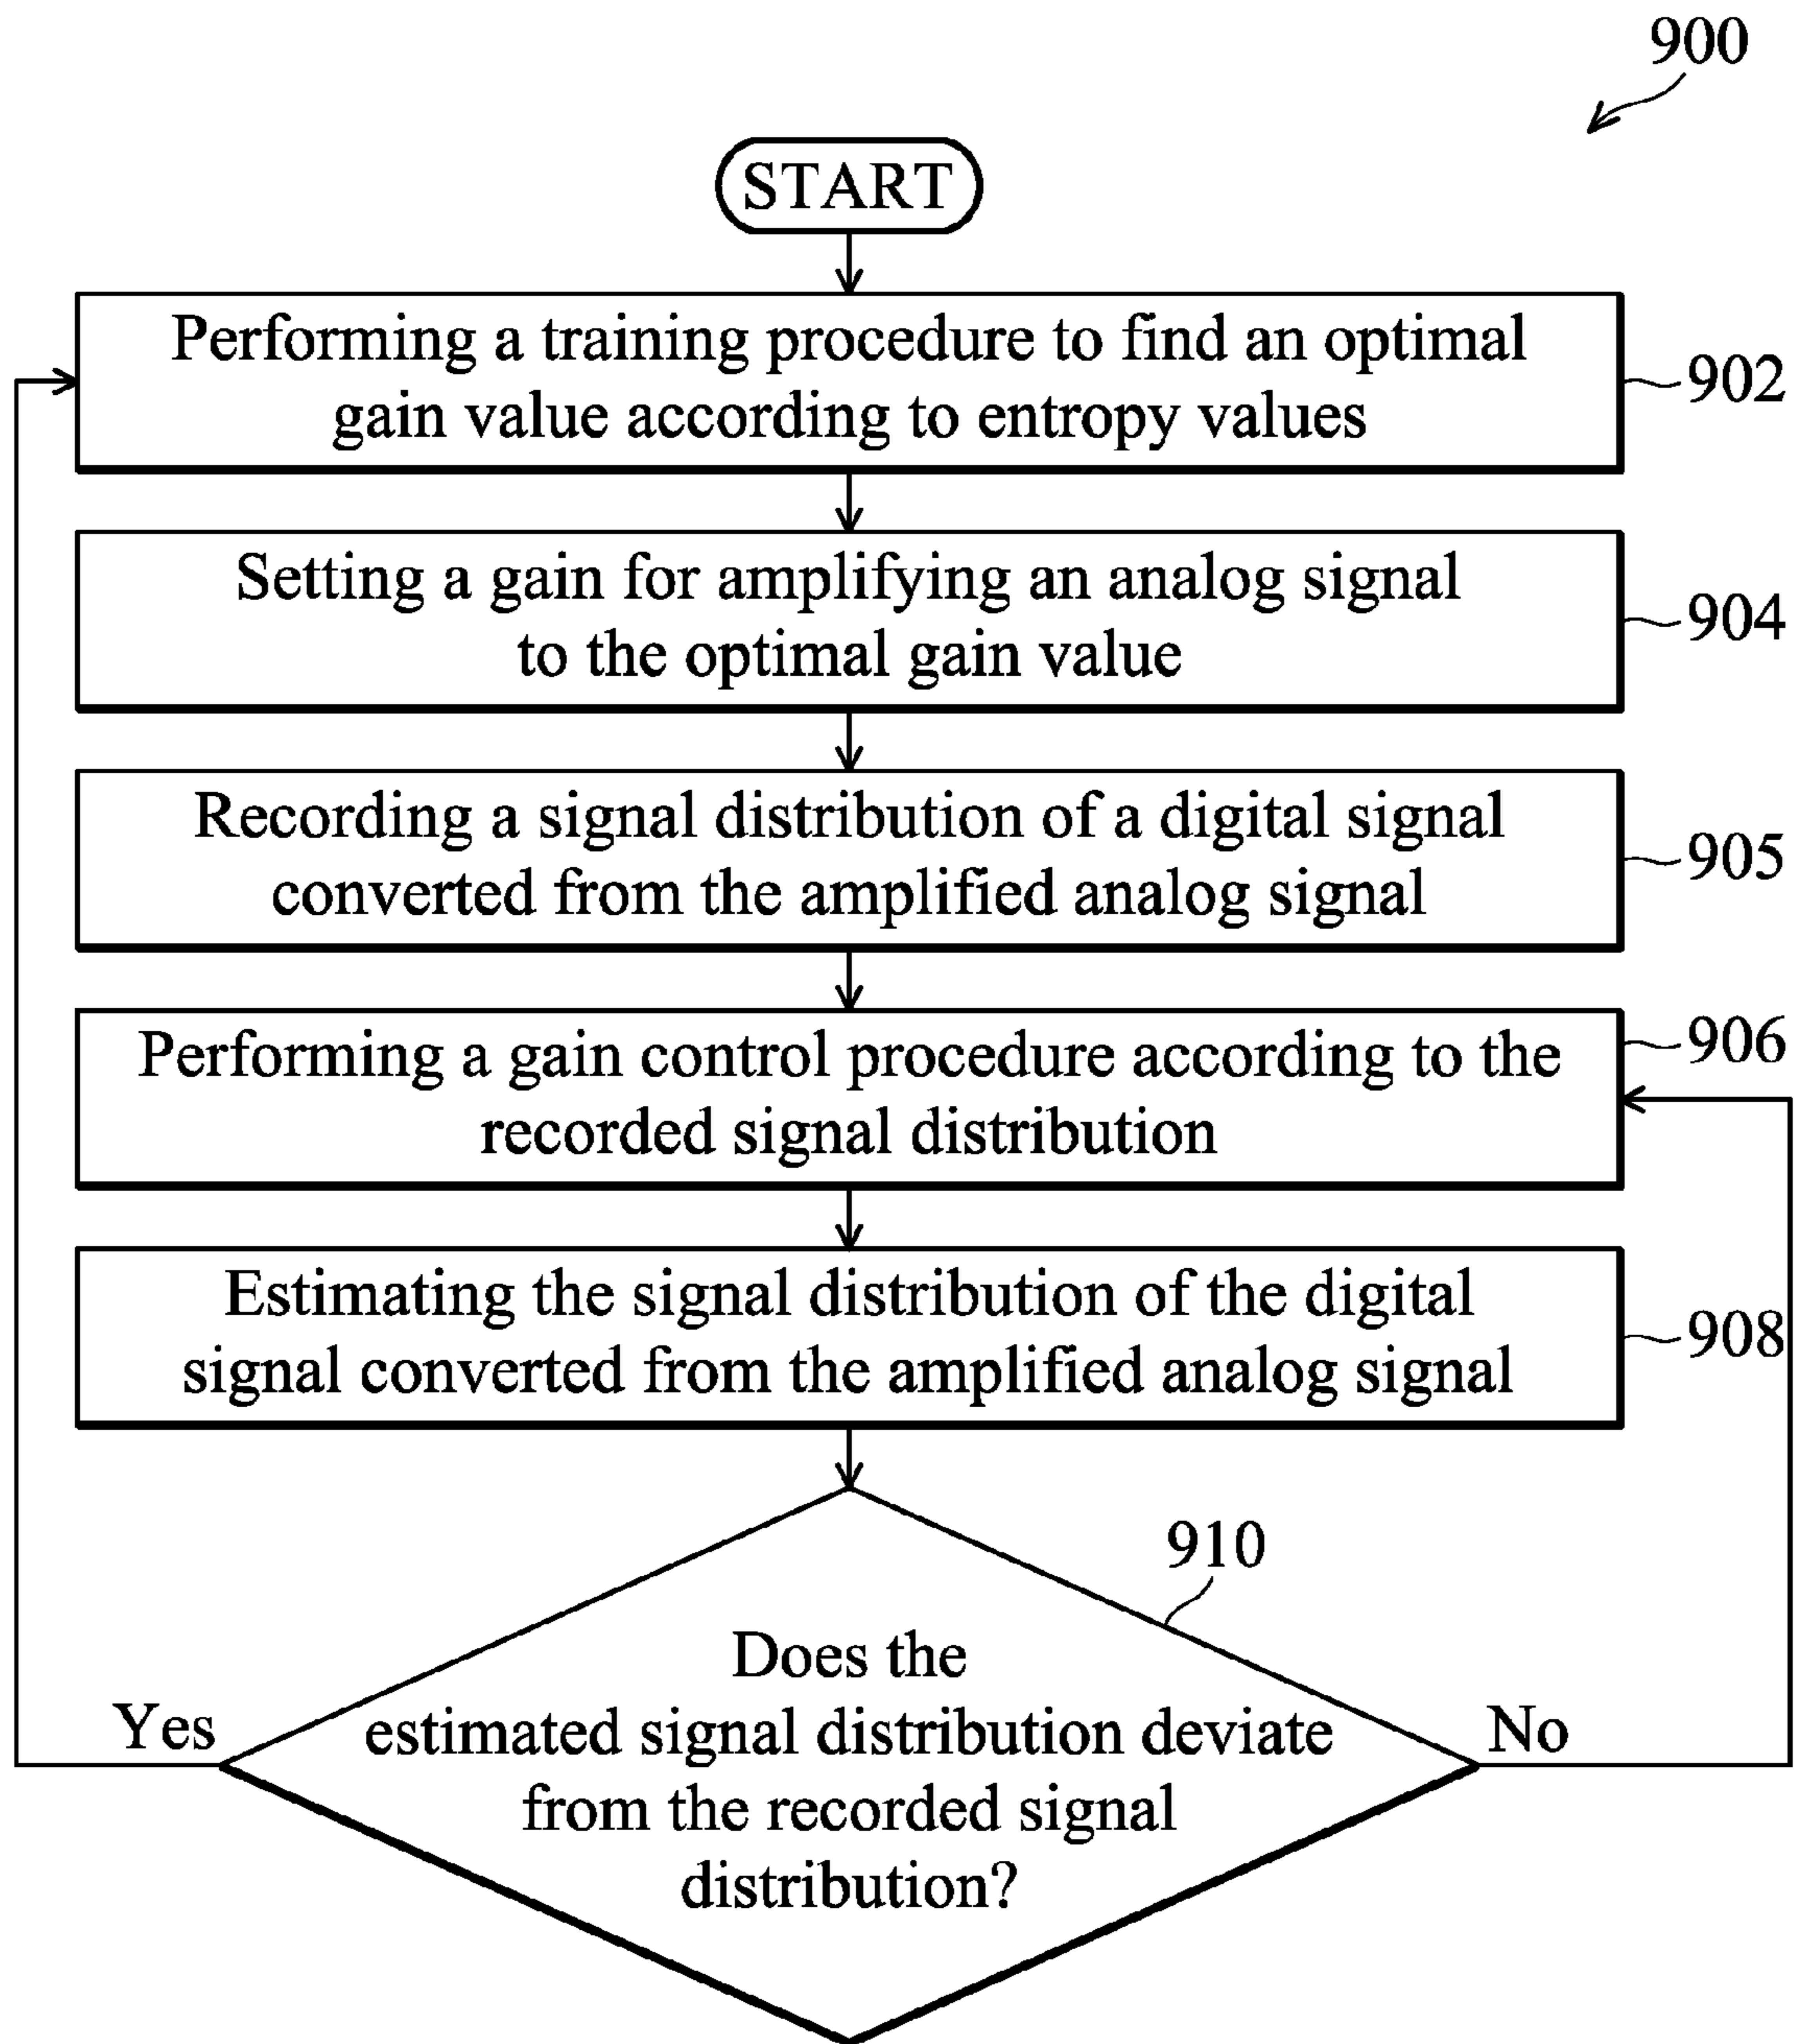 900
START
Performing a training procedure to find an optimal
gain value according to entropy values
902
Setting a gain for amplifying an analog signal
to the optimal gain value
904
Recording a signal distribution of a digital signal
converted from the amplified analog signal
905
Performing a gain control procedure according to the
recorded signal distribution
906
Estimating the signal distribution of the digital
signal converted from the amplified analog signal
908
910
Does the
estimated signal distribution deviate
from the recorded signal
distribution?
Yes
No